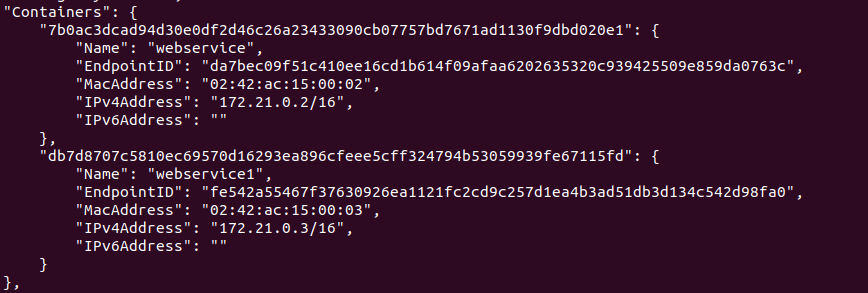 "Containers": {
    "7b0ac3dcad94d30e0df2d46c26a23433090cb07757bd7671ad1130f9dbd020e1": {
        "Name": "webservice",
        "EndpointID": "da7bec09f51c410ee16cd1b614f09afaa6202635320c939425509e859da0763c",
        "MacAddress": "02:42:ac:15:00:02",
        "IPv4Address": "172.21.0.2/16",
        "IPv6Address": ""
    },
    "db7d8707c5810ec69570d16293ea896cfeee5cff324794b53059939fe67115fd": {
        "Name": "webservice1",
        "EndpointID": "fe542a55467f37630926ea1121fc2cd9c257d1ea4b3ad51db3d134c542d98fa0",
        "MacAddress": "02:42:ac:15:00:03",
        "IPv4Address": "172.21.0.3/16",
        "IPv6Address": ""
    }
},